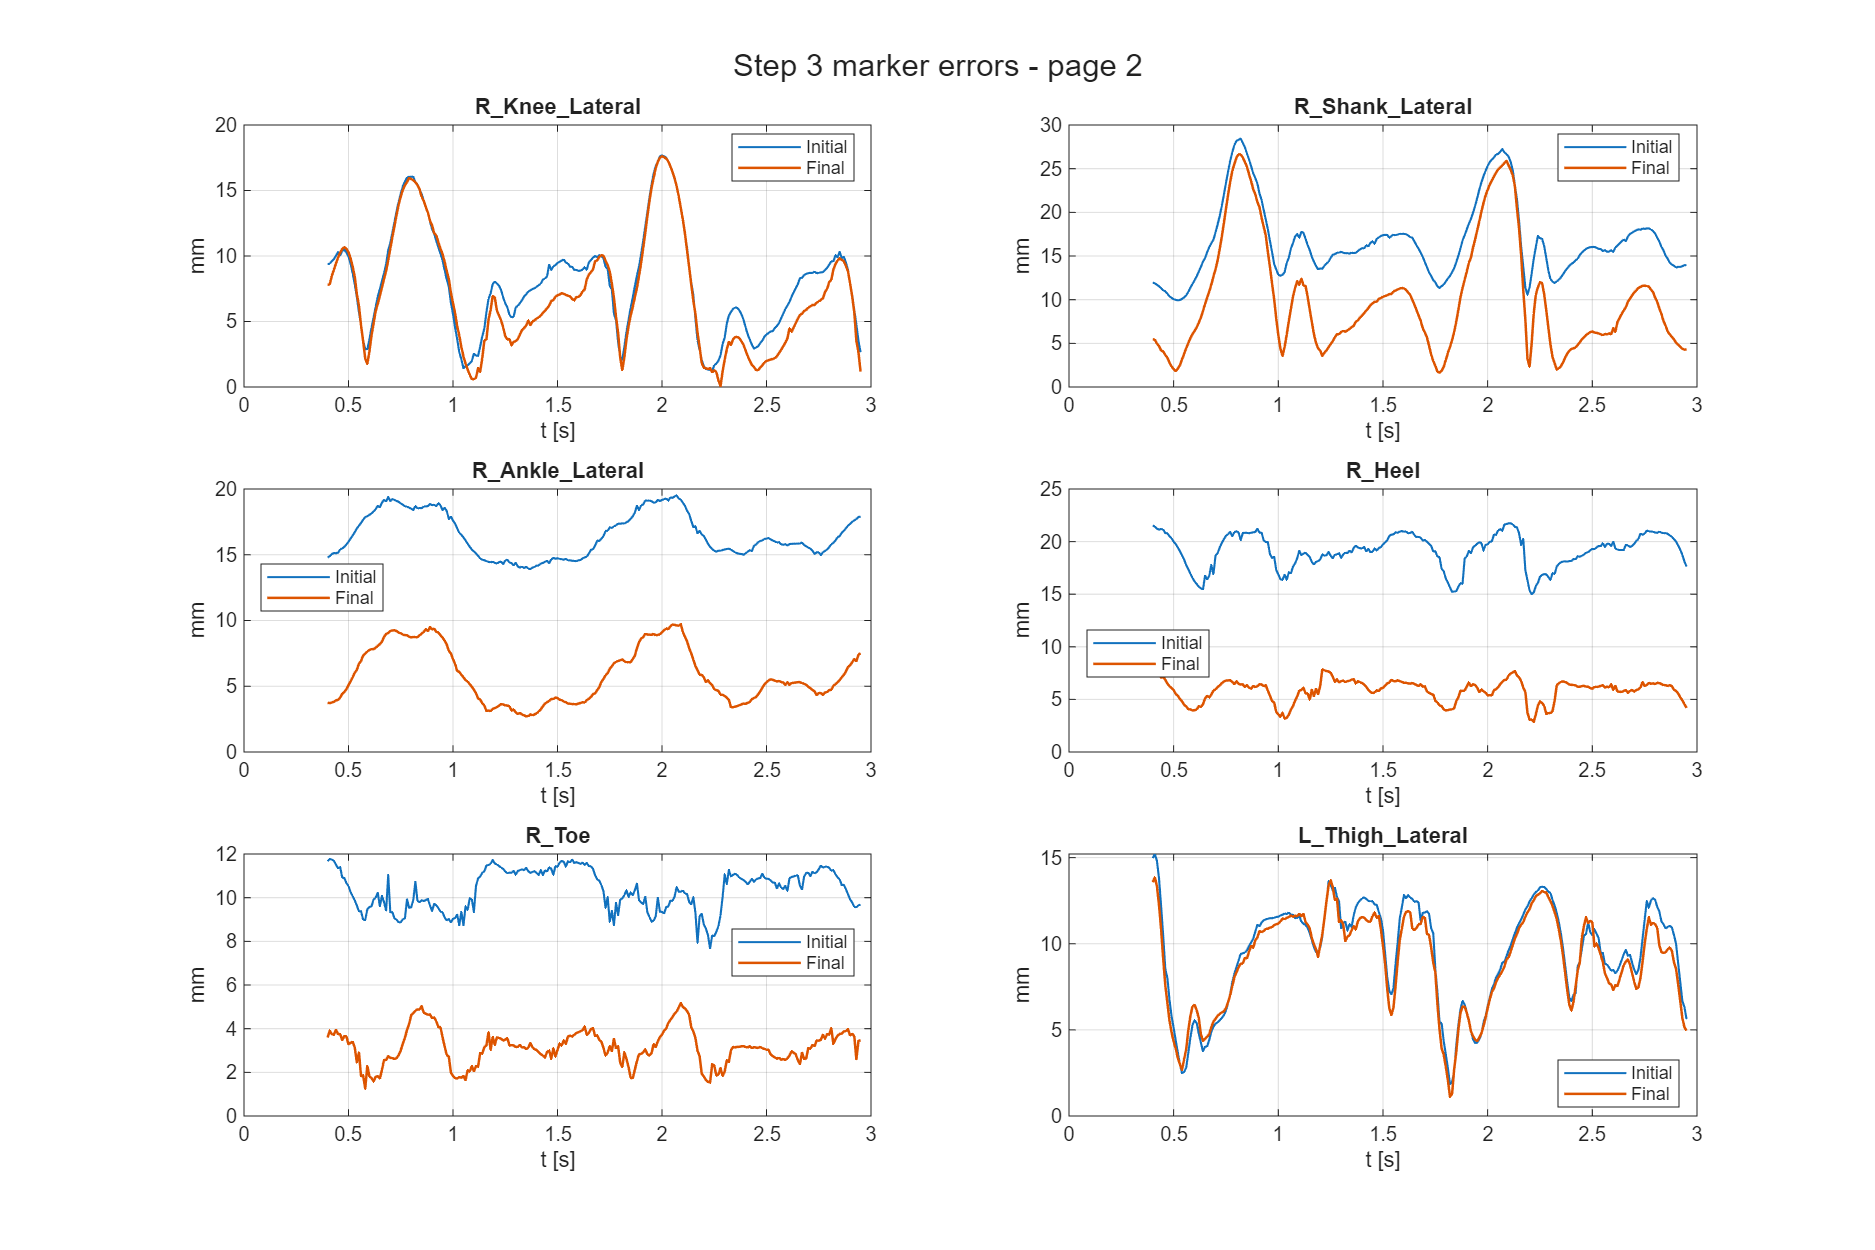 Step 3 marker errors - page 2
R_Knee_Lateral
mm
20
15
10
5
0
0 0.5 1 1.5 2 2.5 3
t [s]
Initial
Final
R_Shank_Lateral
mm
30
25
20
15
10
5
0
0 0.5 1 1.5 2 2.5 3
t [s]
Initial
Final
R_Ankle_Lateral
mm
20
15
10
5
0
0 0.5 1 1.5 2 2.5 3
t [s]
Initial
Final
R_Heel
mm
25
20
15
10
5
0
0 0.5 1 1.5 2 2.5 3
t [s]
Initial
Final
R_Toe
mm
12
10
8
6
4
2
0
0 0.5 1 1.5 2 2.5 3
t [s]
Initial
Final
L_Thigh_Lateral
mm
15
10
5
0
0 0.5 1 1.5 2 2.5 3
t [s]
Initial
Final